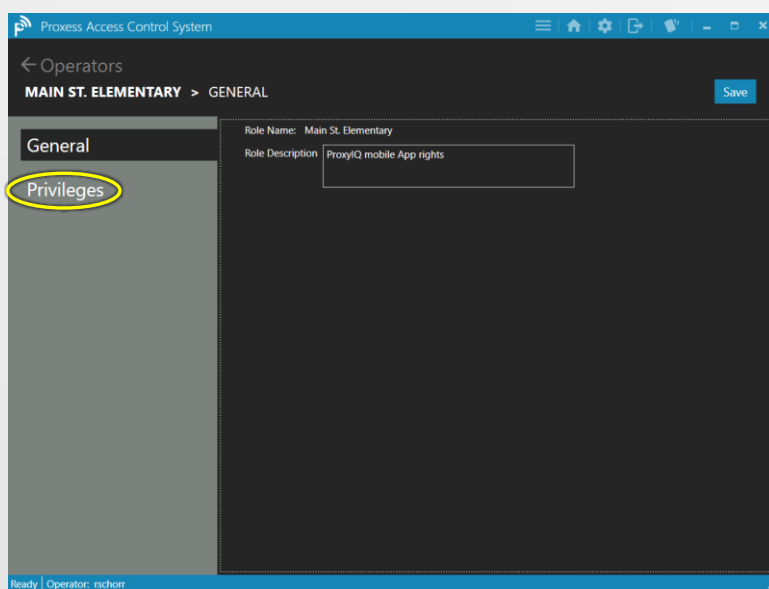 Proxess Access Control System
Operators
MAIN ST. ELEMENTARY > GENERAL
Save
General
Privileges
Role Name: Main St. Elementary
Role Description ProxyIQ mobile App rights
Ready Operator: rschorr